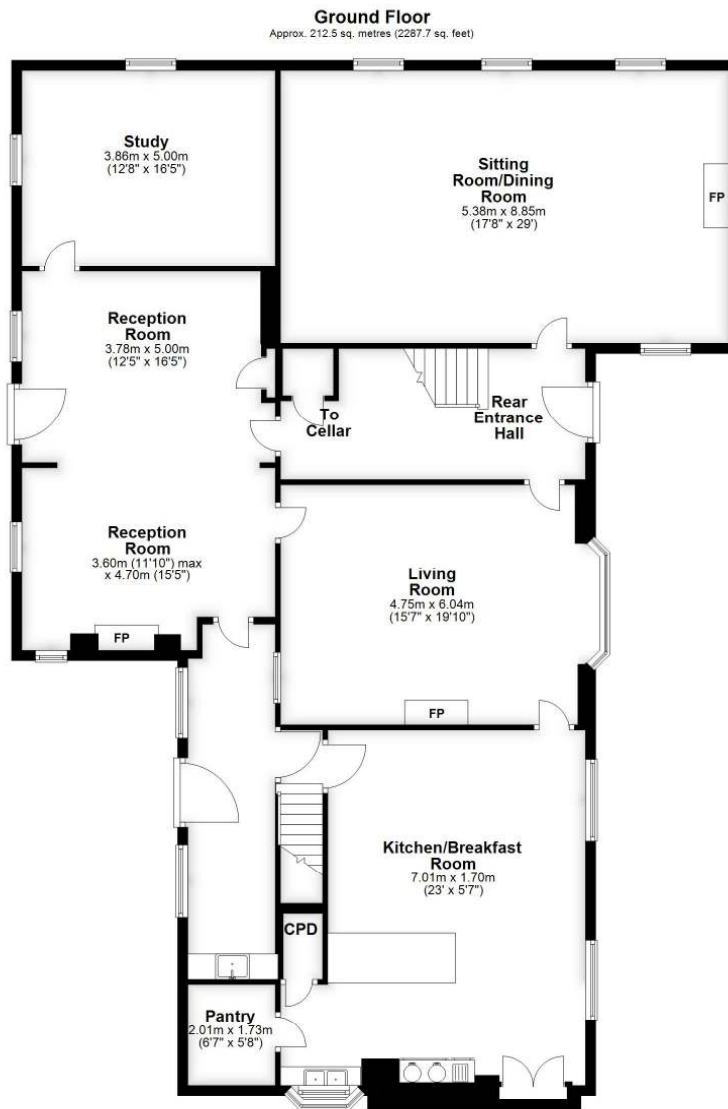 Ground Floor
Approx. 212.5 sq. metres (2287.7 sq. feet)
Study
3.86m x 5.00m
(12'8" x 16'5")
Sitting
Room/Dining
Room
5.38m x 8.85m
(17'8" x 29')
FP
Reception
Room
3.78m x 5.00m
(12'5" x 16'5")
To
Cellar
Rear
Entrance
Hall
Reception
Room
3.60m (11'10") max
x 4.70m (15'5")
FP
Living
Room
4.75m x 6.04m
(15'7" x 19'10")
FP
Kitchen/Breakfast
Room
7.01m x 1.70m
(23' x 5'7")
CPD
Pantry
2.01m x 1.73m
(6'7" x 5'8")